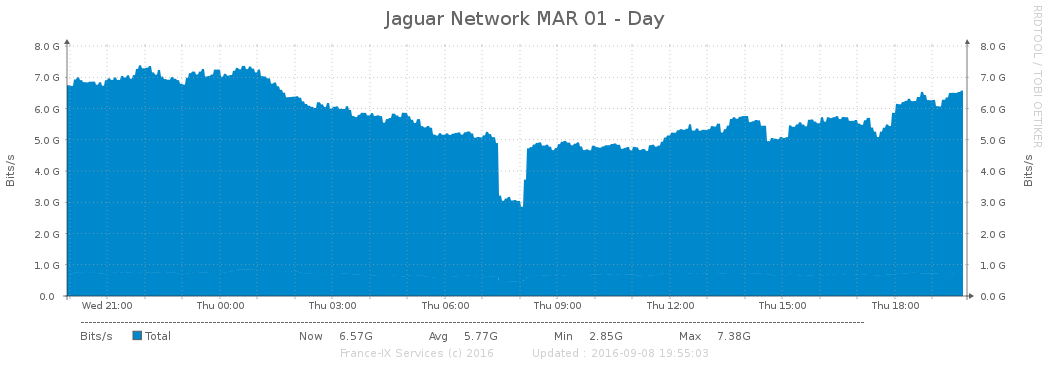 Jaguar Network MAR 01 - Day
RRDTOOL / TOBI OETIKER
Bits/s
8.0 G
7.0 G
6.0 G
5.0 G
4.0 G
3.0 G
2.0 G
1.0 G
0.0
8.0 G
7.0 G
6.0 G
5.0 G
4.0 G
3.0 G
2.0 G
1.0 G
0.0 G
Bits/s
Wed 21:00 Thu 00:00 Thu 03:00 Thu 06:00 Thu 09:00 Thu 12:00 Thu 15:00 Thu 18:00
Bits/s Total Now 6.57G Avg 5.77G Min 2.85G Max 7.38G
France-IX Services (c) 2016 Updated : 2016-09-08 19:55:03